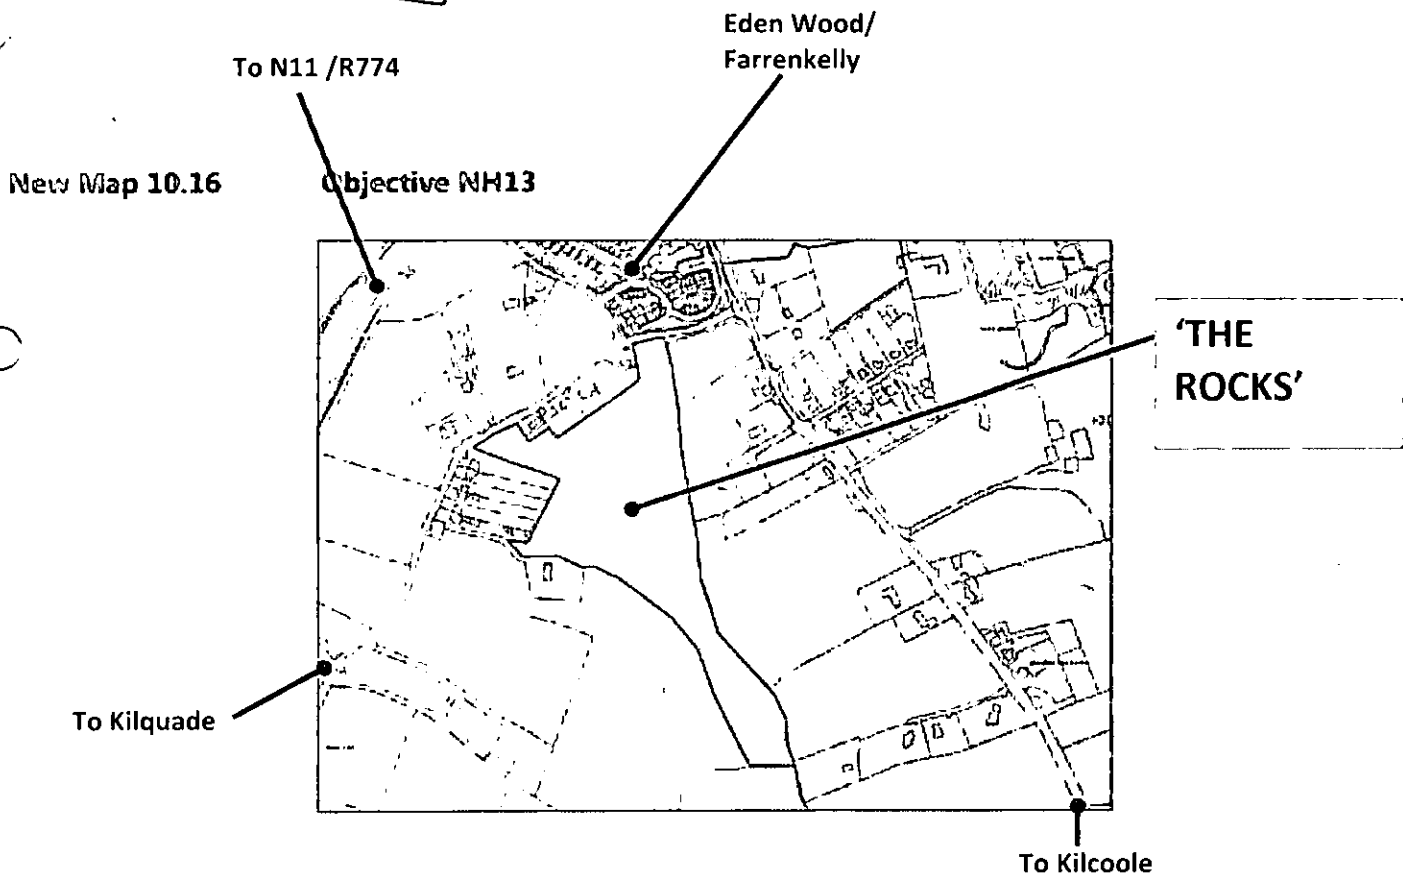 Eden Wood/
Farrenkelly
To N11 /R774
New Map 10.16 Objective NH13
'THE
ROCKS'
To Kilquade
To Kilcoole